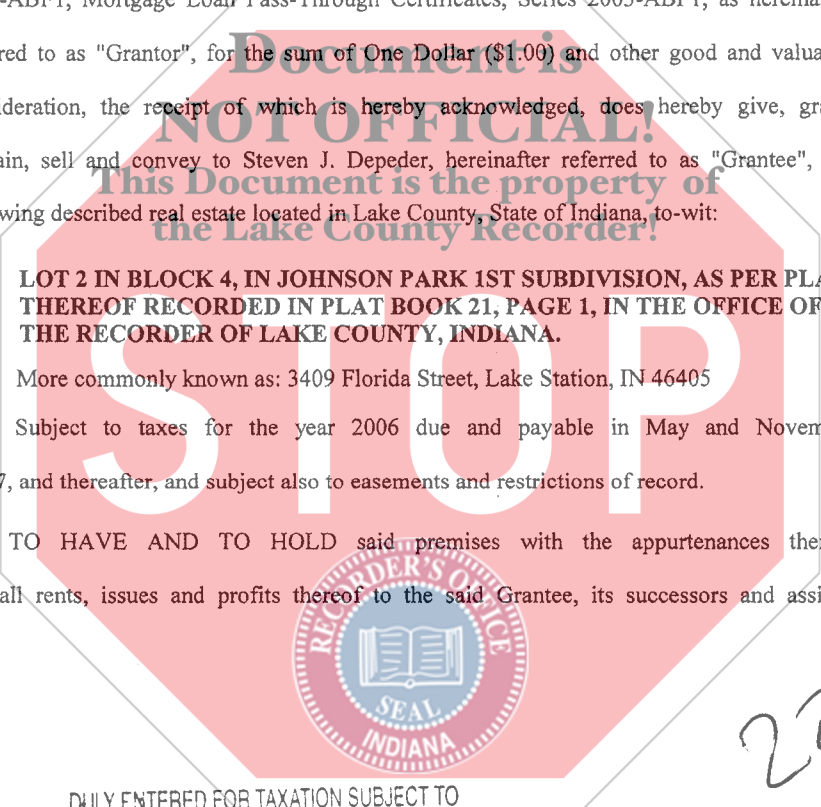 -ABF1, Mortgage Loan Pass-Through Certificates, Series 2005-ABF1, as hereina
red to as "Grantor", for the sum of One Dollar ($1.00) and other good and valua
ideration, the receipt of which is hereby acknowledged, does hereby give, gra
ain, sell and convey to Steven J. Depeder, hereinafter referred to as "Grantee",
wing described real estate located in Lake County, State of Indiana, to-wit:
Document is
NOT OFFICIAL!
This Document is the property of
the Lake County Recorder!
LOT 2 IN BLOCK 4, IN JOHNSON PARK 1ST SUBDIVISION, AS PER PLA
THEREOF RECORDED IN PLAT BOOK 21, PAGE 1, IN THE OFFICE OF
THE RECORDER OF LAKE COUNTY, INDIANA.
More commonly known as: 3409 Florida Street, Lake Station, IN 46405
STOP
Subject to taxes for the year 2006 due and payable in May and Novem
7, and thereafter, and subject also to easements and restrictions of record.
TO HAVE AND TO HOLD said premises with the appurtenances the
all rents, issues and profits thereof to the said Grantee, its successors and assi
RECORDER'S OFFICE
SEAL
INDIANA
DULY ENTERED FOR TAXATION SUBJECT TO